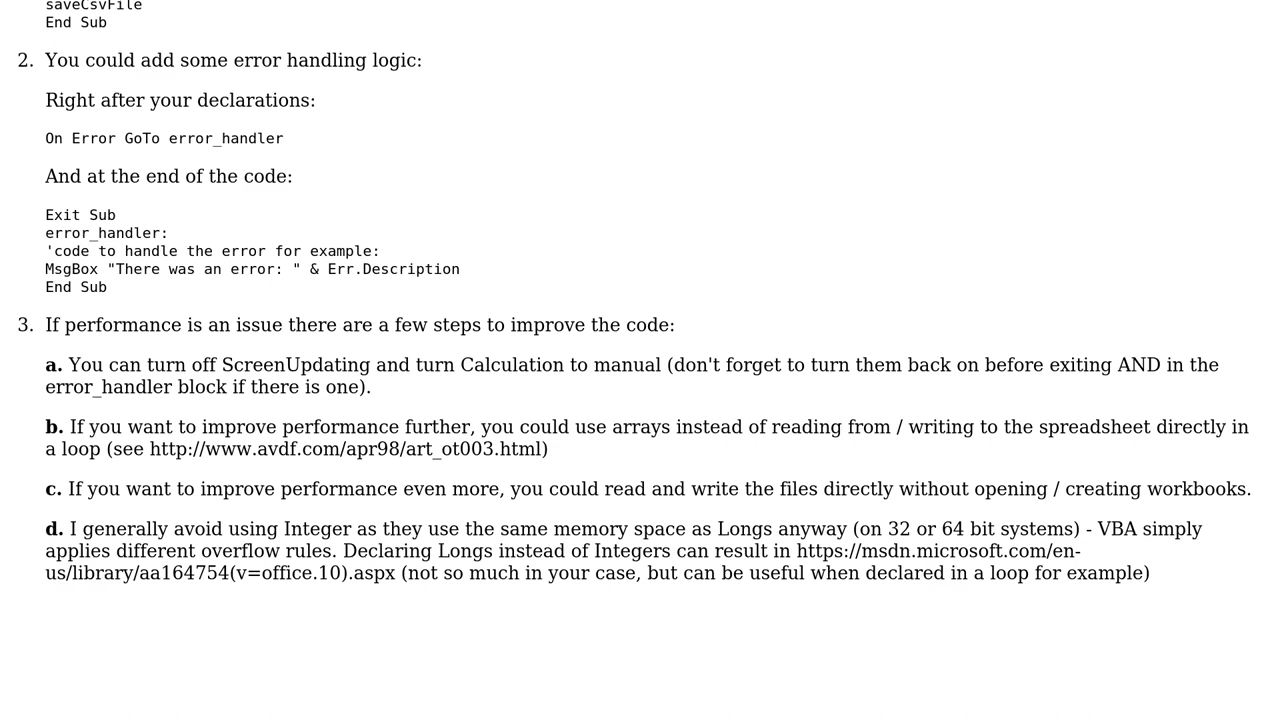 saveCsvFile
End Sub
2. You could add some error handling logic:
Right after your declarations:
On Error GoTo error_handler
And at the end of the code:
Exit Sub
error_handler:
'code to handle the error for example:
MsgBox "There was an error: " & Err.Description
End Sub
3. If performance is an issue there are a few steps to improve the code:
a. You can turn off ScreenUpdating and turn Calculation to manual (don't forget to turn them back on before exiting AND in the
error_handler block if there is one).
b. If you want to improve performance further, you could use arrays instead of reading from / writing to the spreadsheet directly in
a loop (see http://www.avdf.com/apr98/art_ot003.html)
c. If you want to improve performance even more, you could read and write the files directly without opening / creating workbooks.
d. I generally avoid using Integer as they use the same memory space as Longs anyway (on 32 or 64 bit systems) - VBA simply
applies different overflow rules. Declaring Longs instead of Integers can result in https://msdn.microsoft.com/en-
us/library/aa164754(v=office.10).aspx (not so much in your case, but can be useful when declared in a loop for example)